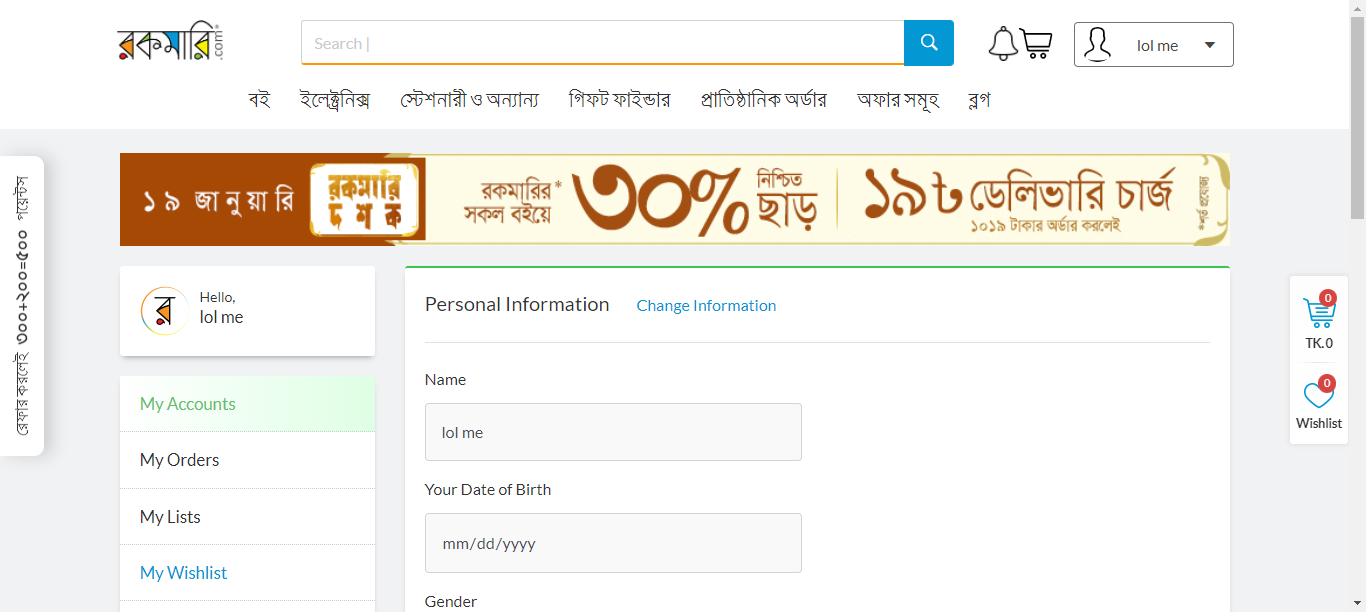 রকমারি.com
Search |
lol me
বই ইলেক্ট্রনিক্স স্টেশনারী ও অন্যান্য গিফট ফাইন্ডার প্রাতিষ্ঠানিক অর্ডার অফার সমূহ ব্লগ
১৯ জানুয়ারি
রকমারি
দশক
রকমারির*
সকল বইয়ে
৩০%
নিশ্চিত
ছাড়
১৯৳ ডেলিভারি চার্জ
১০১৯ টাকার অর্ডার করলেই
*শর্ত প্রযোজ্য
রেফার করলেই ৩০০+২০০=৫০০ পয়েন্টস
Hello,
lol me
My Accounts
My Orders
My Lists
My Wishlist
Personal Information Change Information
Name
lol me
Your Date of Birth
mm/dd/yyyy
Gender
0
TK.0
0
Wishlist